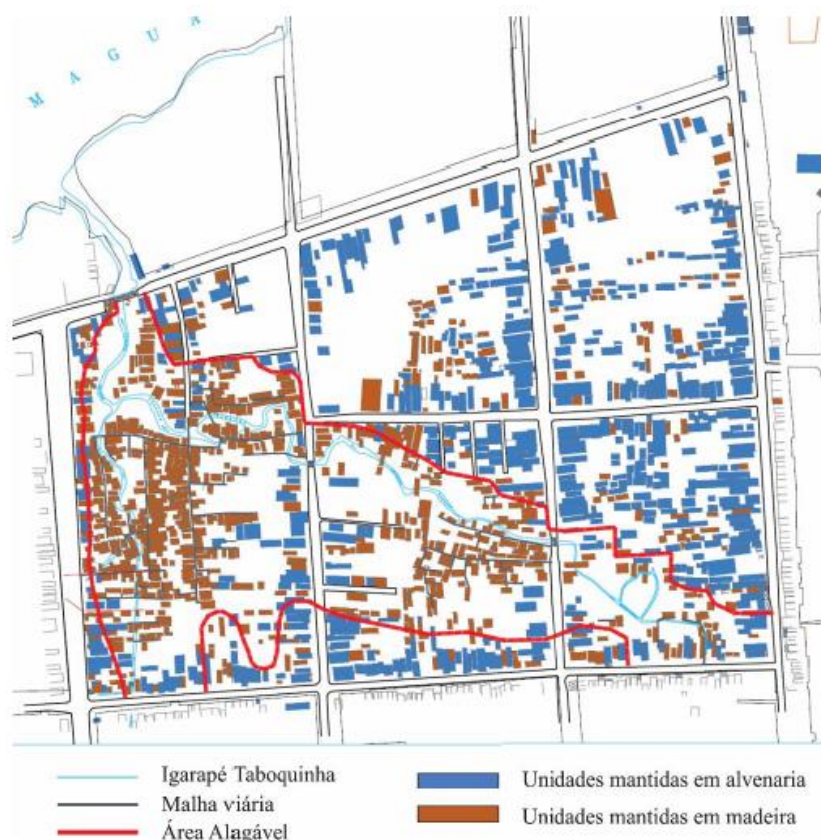 M A G U A
Igarapé Taboquinha
Malha viária
Área Alagável
Unidades mantidas em alvenaria
Unidades mantidas em madeira